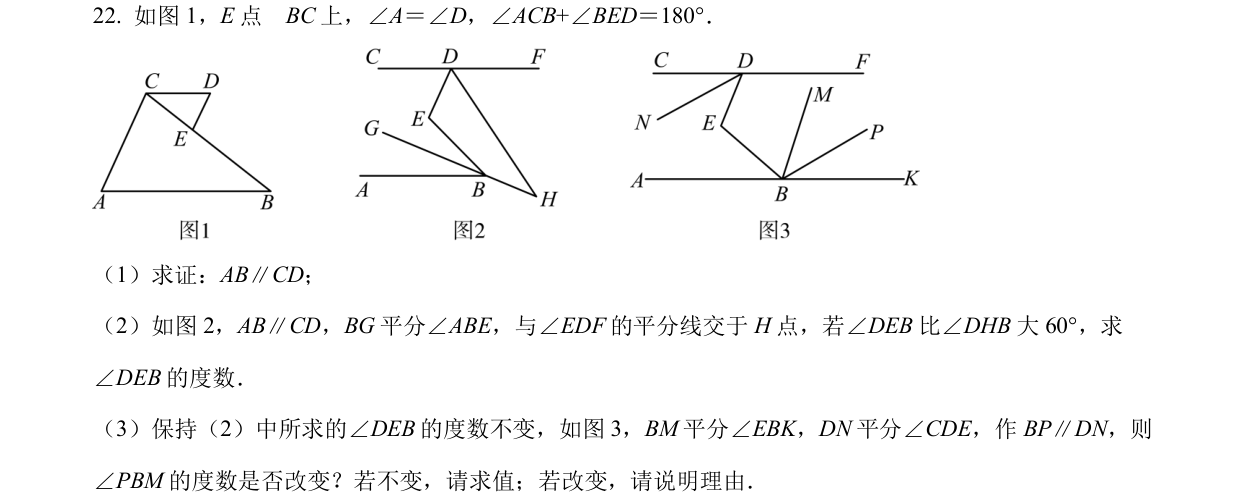 22. 如图 1，E 点 BC 上，∠A＝∠D，∠ACB+∠BED＝180°．
C D E A B 图1
C D F G E A B H 图2
C D F N E M P A B K 图3
（1）求证：AB∥CD；
（2）如图 2，AB∥CD，BG 平分∠ABE，与∠EDF 的平分线交于 H 点，若∠DEB 比∠DHB 大 60°，求
∠DEB 的度数．
（3）保持（2）中所求的∠DEB 的度数不变，如图 3，BM 平分∠EBK，DN 平分∠CDE，作 BP∥DN，则
∠PBM 的度数是否改变？若不变，请求值；若改变，请说明理由．